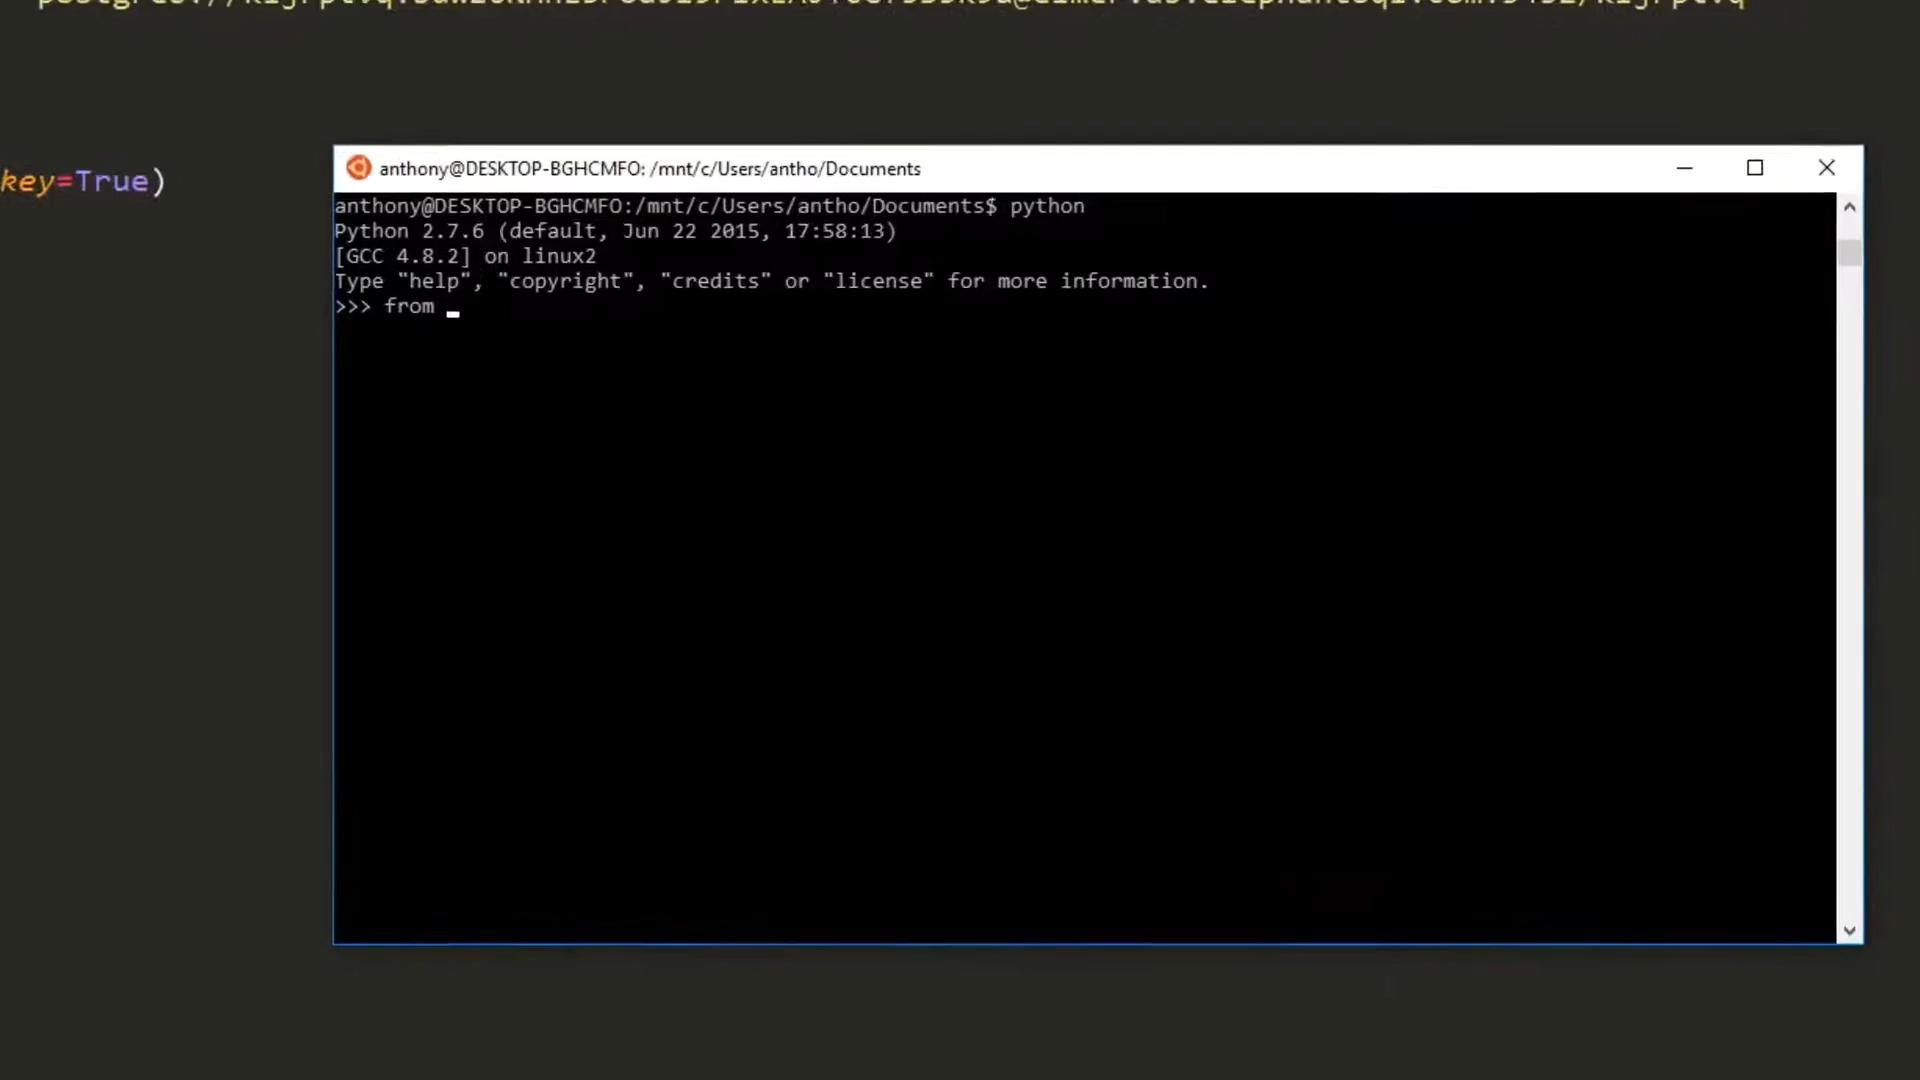 key=True)
anthony@DESKTOP-BGHCMFO: /mnt/c/Users/antho/Documents
anthony@DESKTOP-BGHCMFO:/mnt/c/Users/antho/Documents$ python
Python 2.7.6 (default, Jun 22 2015, 17:58:13)
[GCC 4.8.2] on linux2
Type "help", "copyright", "credits" or "license" for more information.
>>> from